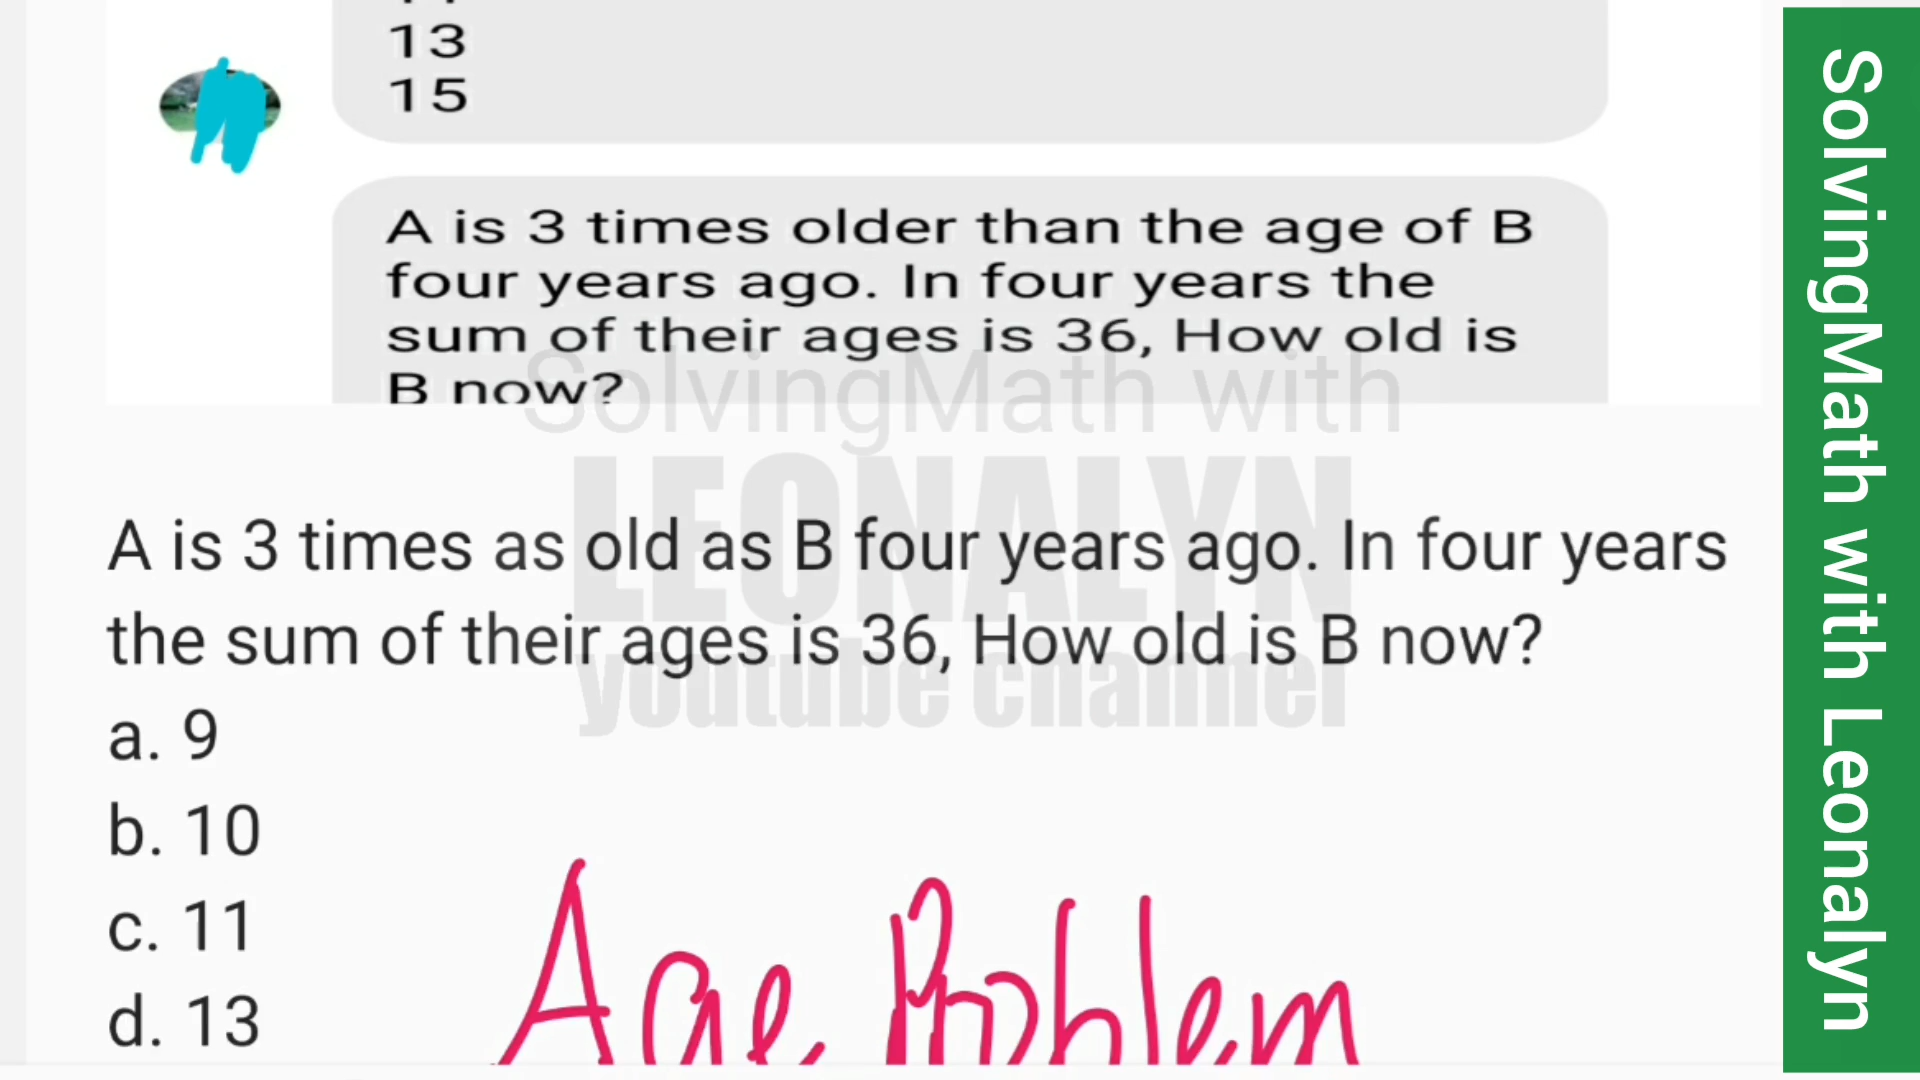 13
15
A is 3 times older than the age of B
four years ago. In four years the
sum of their ages is 36, How old is
B now?
SolvingMath with
LEONALYN
youtube channel
A is 3 times as old as B four years ago. In four years
the sum of their ages is 36, How old is B now?
a. 9
b. 10
c. 11
d. 13
Age Problem
SolvingMath with Leonalyn